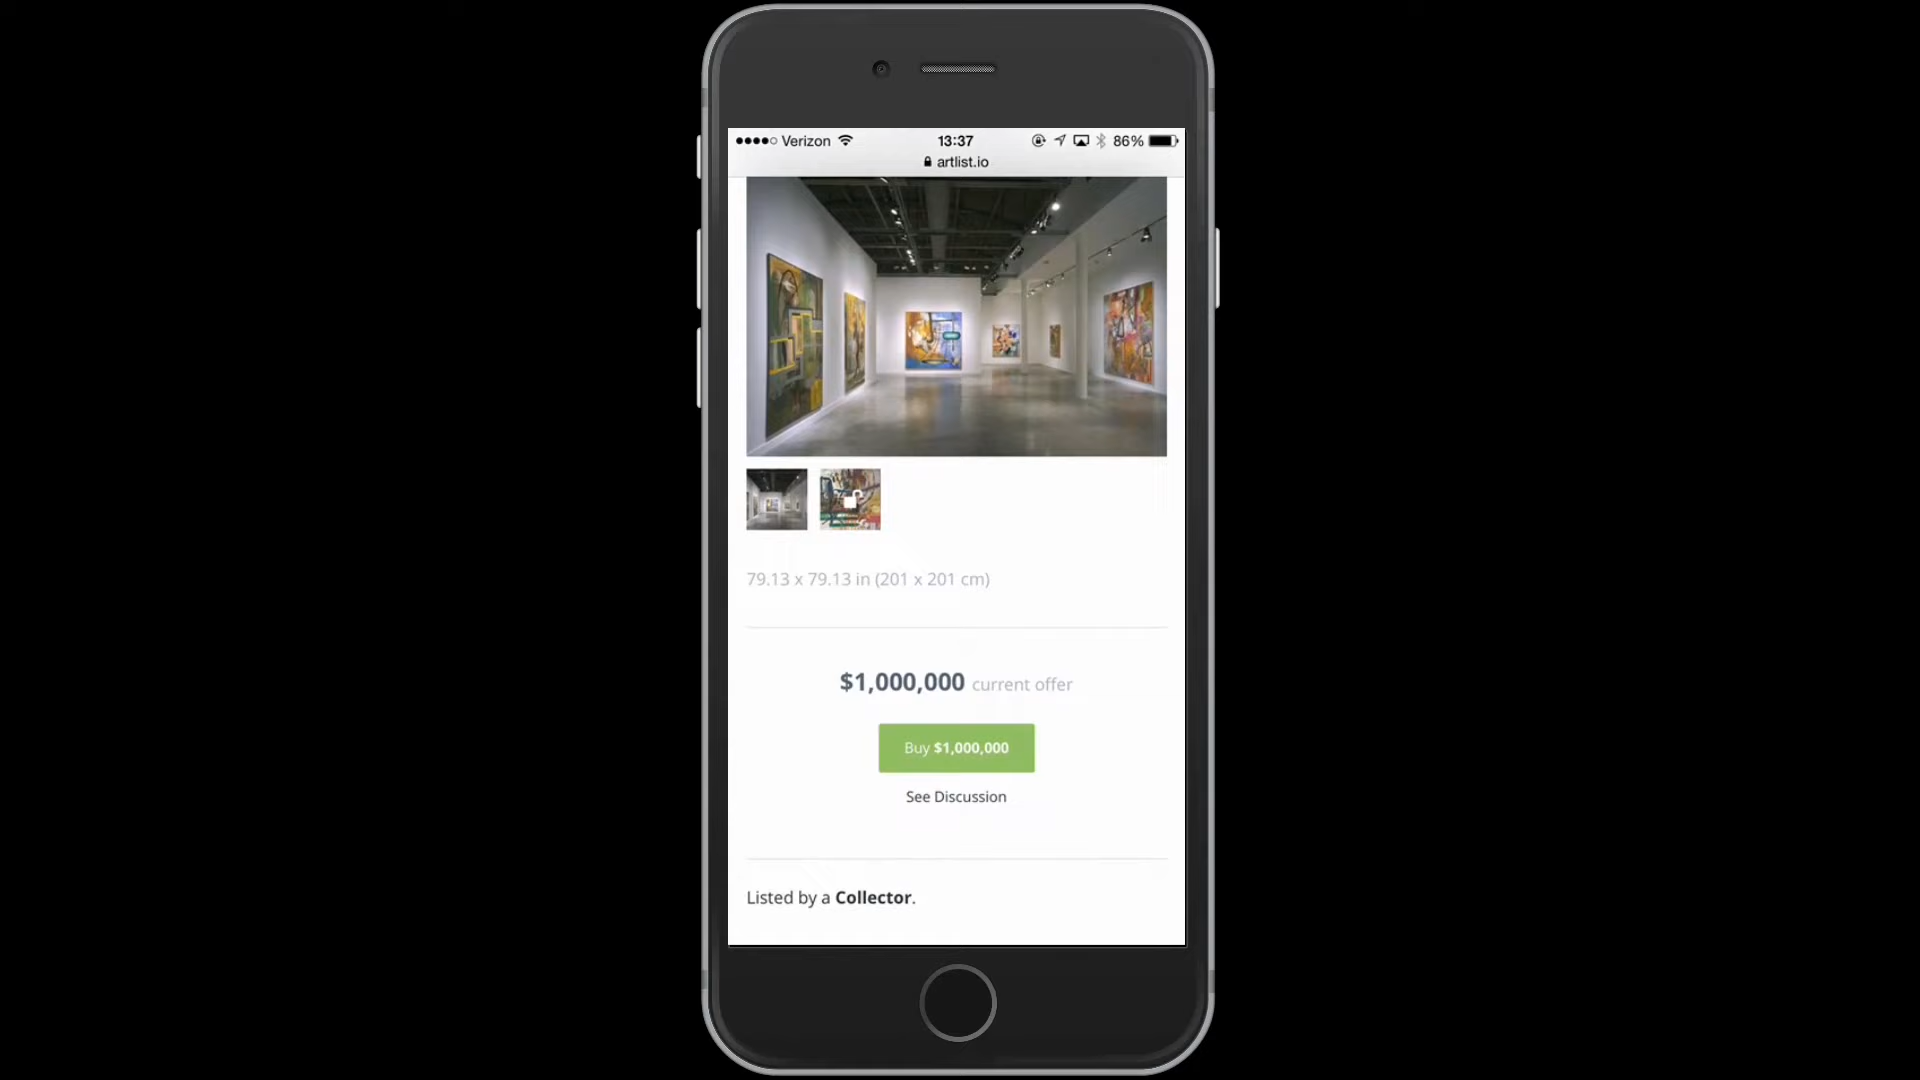 Verizon 13:37 86%
artlist.io
79.13 x 79.13 in (201 x 201 cm)
$1,000,000 current offer
Buy $1,000,000
See Discussion
Listed by a Collector.